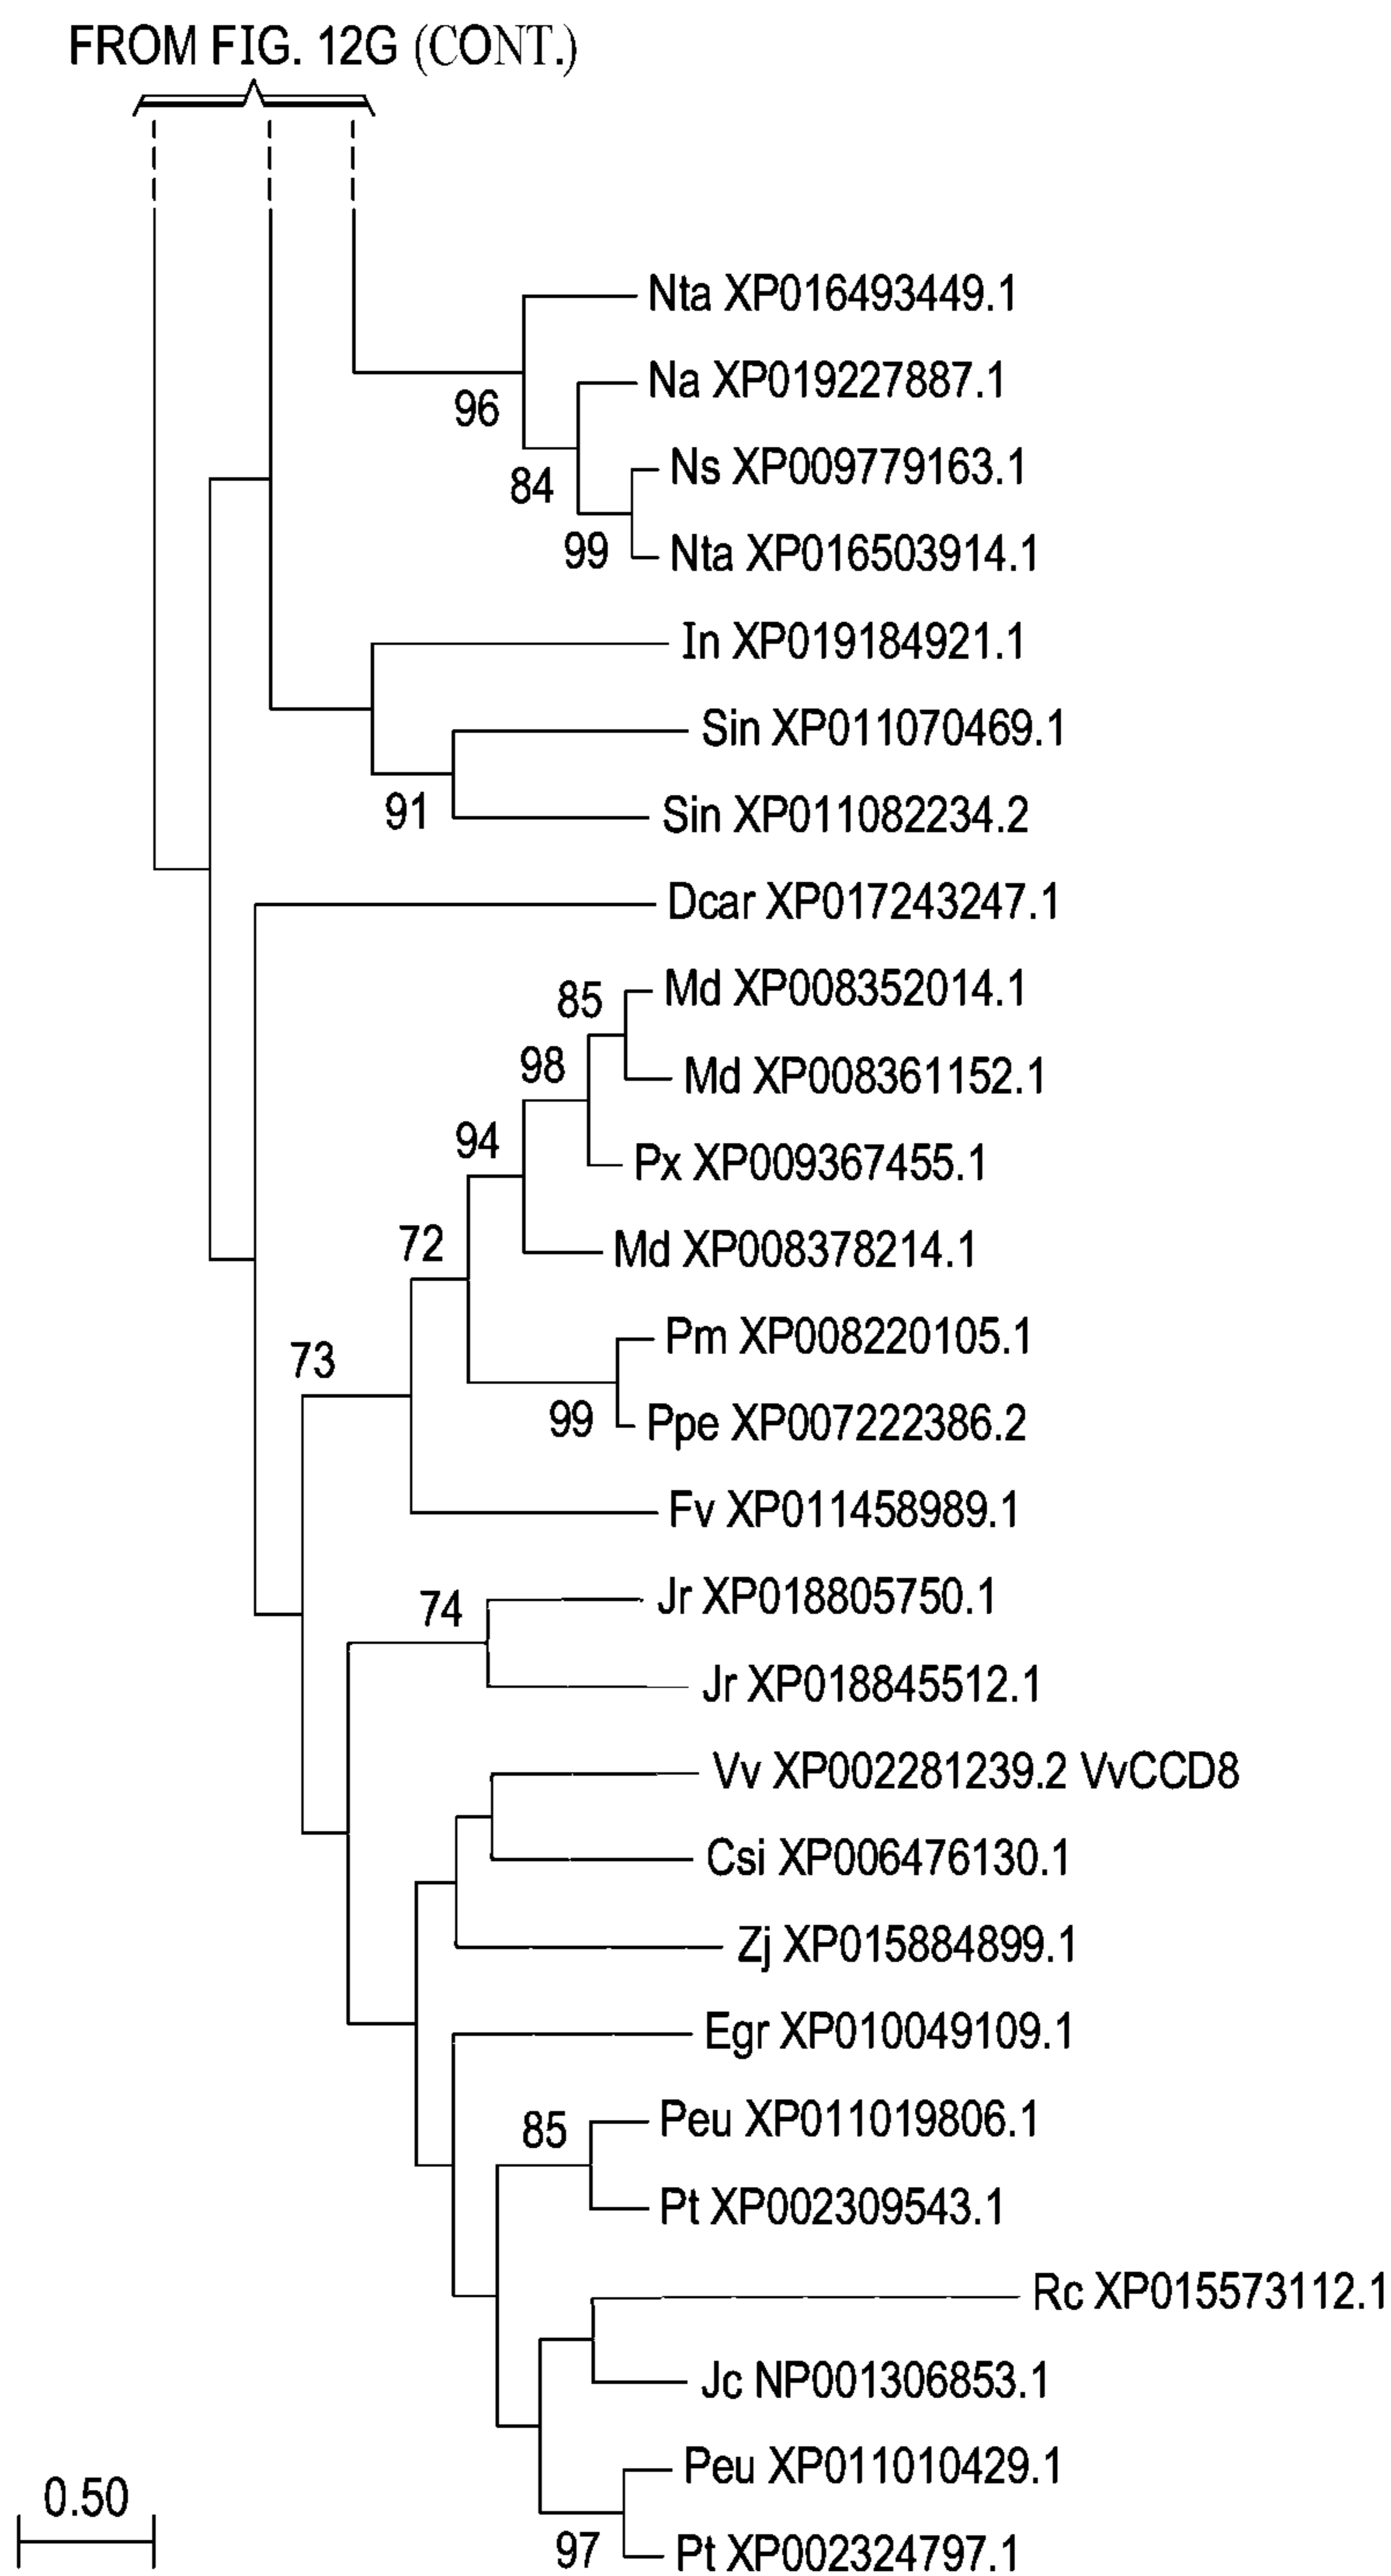 FROM FIG. 12G (CONT.)
Nta XP016493449.1
Na XP019227887.1
96
Ns XP009779163.1
84
Nta XP016503914.1
99
In XP019184921.1
Sin XP011070469.1
Sin XP011082234.2
91
Dcar XP017243247.1
Md XP008352014.1
85
Md XP008361152.1
98
Px XP009367455.1
94
Md XP008378214.1
72
Pm XP008220105.1
73
Ppe XP007222386.2
99
Fv XP011458989.1
Jr XP018805750.1
74
Jr XP018845512.1
Vv XP002281239.2 VvCCD8
Csi XP006476130.1
Zj XP015884899.1
Egr XP010049109.1
Peu XP011019806.1
85
Pt XP002309543.1
Rc XP015573112.1
Jc NP001306853.1
Peu XP011010429.1
0.50
97
Pt XP002324797.1